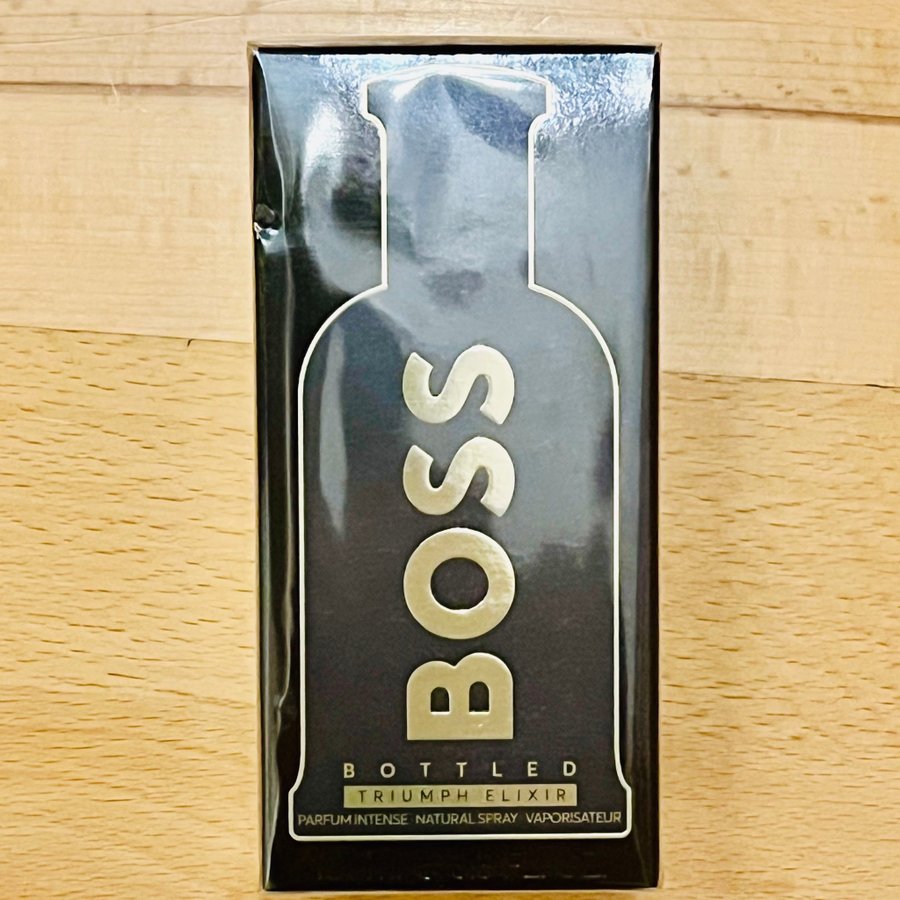 BOSS
BOTTLED
TRIUMPH ELIXIR
PARFUM INTENSE NATURAL SPRAY VAPORISATEUR